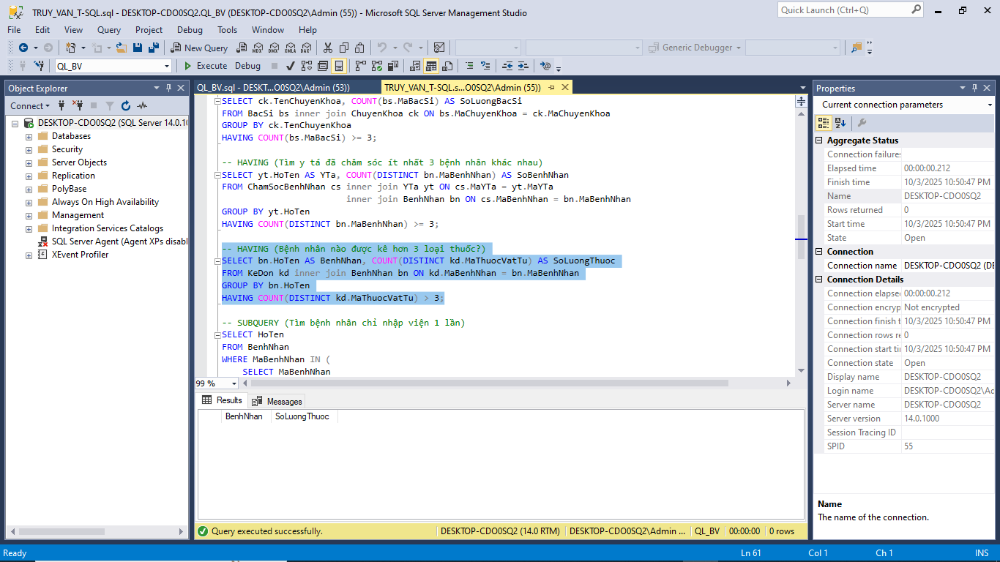 TRUY_VAN_T-SQL.sql - DESKTOP-CDO0SQ2.QL_BV (DESKTOP-CDO0SQ2\Admin (55)) - Microsoft SQL Server Management Studio
Quick Launch (Ctrl+Q)
File Edit View Query Project Debug Tools Window Help
New Query MDX DMX XMLA DAX Generic Debugger
QL_BV Execute Debug
Object Explorer
Connect
DESKTOP-CDO0SQ2 (SQL Server 14.0.10
Databases
Security
Server Objects
Replication
PolyBase
Always On High Availability
Management
Integration Services Catalogs
SQL Server Agent (Agent XPs disabl
XEvent Profiler
QL_BV.sql - DESKT...O0SQ2\Admin (53)) TRUY_VAN_T-SQL.s...O0SQ2\Admin (55))
SELECT ck.TenChuyenKhoa, COUNT(bs.MaBacSi) AS SoLuongBacSi
FROM BacSi bs inner join ChuyenKhoa ck ON bs.MaChuyenKhoa = ck.MaChuyenKhoa
GROUP BY ck.TenChuyenKhoa
HAVING COUNT(bs.MaBacSi) >= 3;
-- HAVING (Tìm y tá đã chăm sóc ít nhất 3 bệnh nhân khác nhau)
SELECT yt.HoTen AS YTa, COUNT(DISTINCT bn.MaBenhNhan) AS SoBenhNhan
FROM ChamSocBenhNhan cs inner join YTa yt ON cs.MaYTa = yt.MaYTa
inner join BenhNhan bn ON cs.MaBenhNhan = bn.MaBenhNhan
GROUP BY yt.HoTen
HAVING COUNT(DISTINCT bn.MaBenhNhan) >= 3;
-- HAVING (Bệnh nhân nào được kê hơn 3 loại thuốc?)
SELECT bn.HoTen AS BenhNhan, COUNT(DISTINCT kd.MaThuocVatTu) AS SoLuongThuoc
FROM KeDon kd inner join BenhNhan bn ON kd.MaBenhNhan = bn.MaBenhNhan
GROUP BY bn.HoTen
HAVING COUNT(DISTINCT kd.MaThuocVatTu) > 3;
-- SUBQUERY (Tìm bệnh nhân chỉ nhập viện 1 lần)
SELECT HoTen
FROM BenhNhan
WHERE MaBenhNhan IN (
SELECT MaBenhNhan
99 %
Results Messages
BenhNhan SoLuongThuoc
Query executed successfully. DESKTOP-CDO0SQ2 (14.0 RTM) DESKTOP-CDO0SQ2\Admin ... QL_BV 00:00:00 0 rows
Properties
Current connection parameters
Aggregate Status
Connection failures
Elapsed time 00:00:00.212
Finish time 10/3/2025 10:50:47 PM
Name DESKTOP-CDO0SQ2
Rows returned 0
Start time 10/3/2025 10:50:47 PM
State Open
Connection
Connection name DESKTOP-CDO0SQ2 (DE
Connection Details
Connection elapse 00:00:00.212
Connection encryp Not encrypted
Connection finish t 10/3/2025 10:50:47 PM
Connection rows re 0
Connection start tii 10/3/2025 10:50:47 PM
Connection state Open
Display name DESKTOP-CDO0SQ2
Login name DESKTOP-CDO0SQ2\Ad
Server name DESKTOP-CDO0SQ2
Server version 14.0.1000
Session Tracing ID
SPID 55
Name
The name of the connection.
Ready Ln 61 Col 1 Ch 1 INS